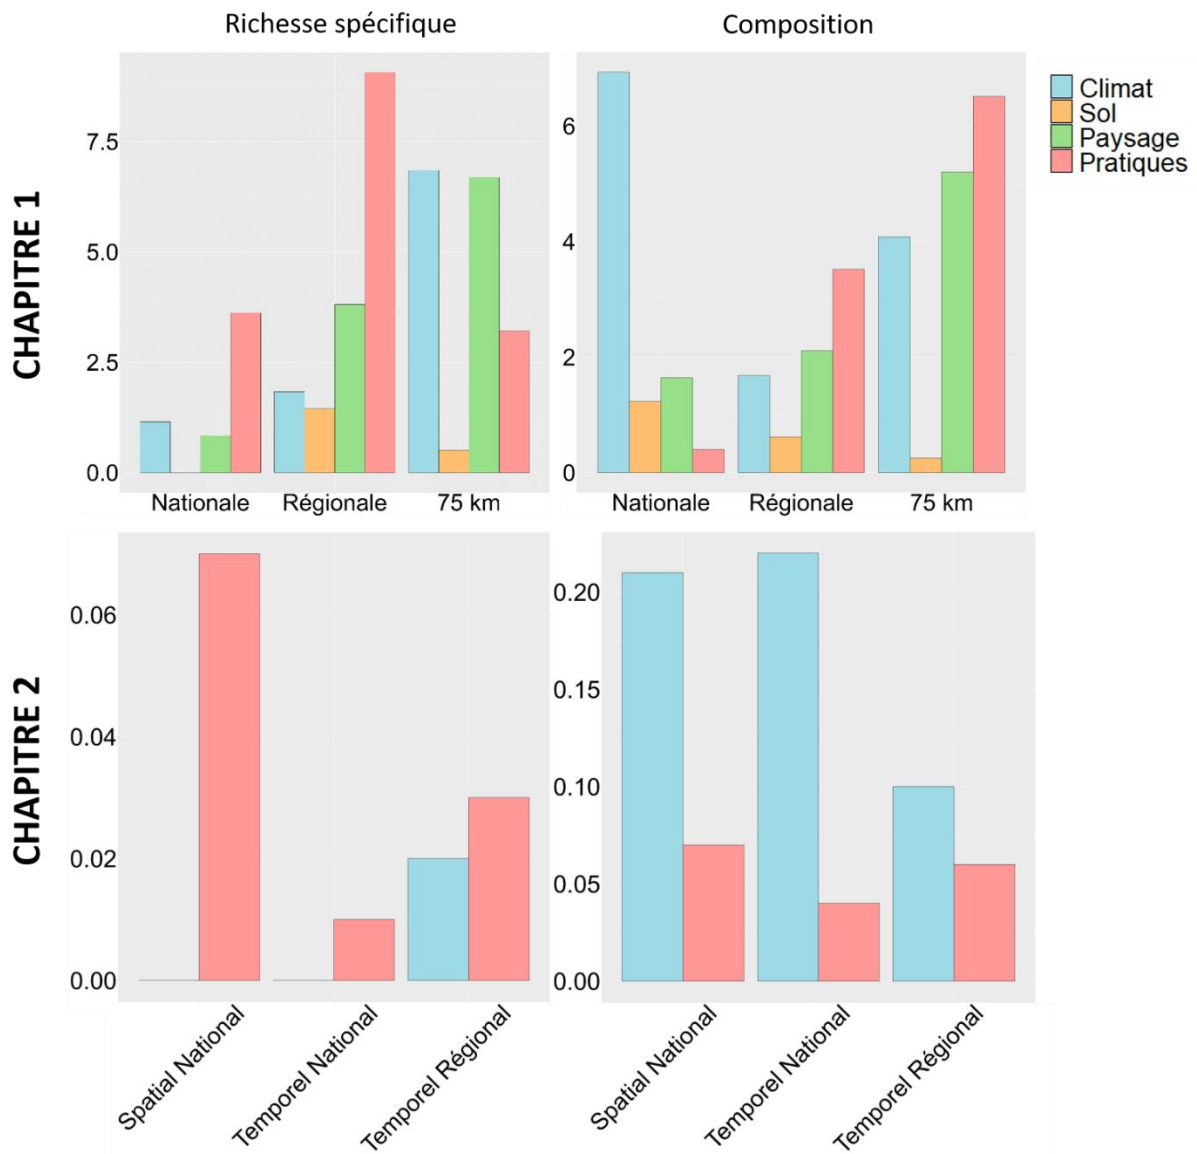 Richesse spécifique
Composition
Climat
Sol
Paysage
Pratiques
CHAPITRE 1
7.5
5.0
2.5
0.0
Nationale Régionale 75 km
6
4
2
0
Nationale Régionale 75 km
CHAPITRE 2
0.06
0.04
0.02
0.00
Spatial National
Temporel National
Temporel Régional
0.20
0.15
0.10
0.05
0.00
Spatial National
Temporel National
Temporel Régional